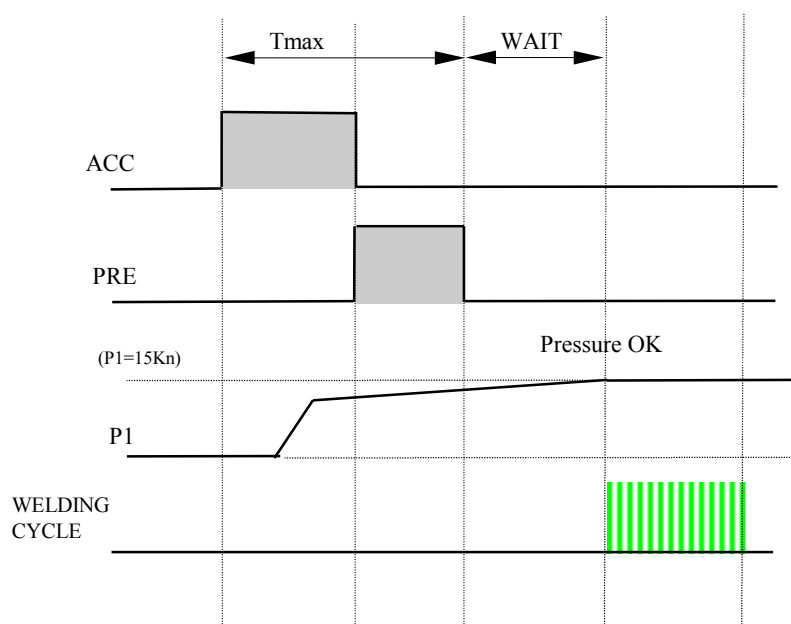 Tmax
WAIT
ACC
PRE
Pressure OK
(P1=15Kn)
P1
WELDING
CYCLE